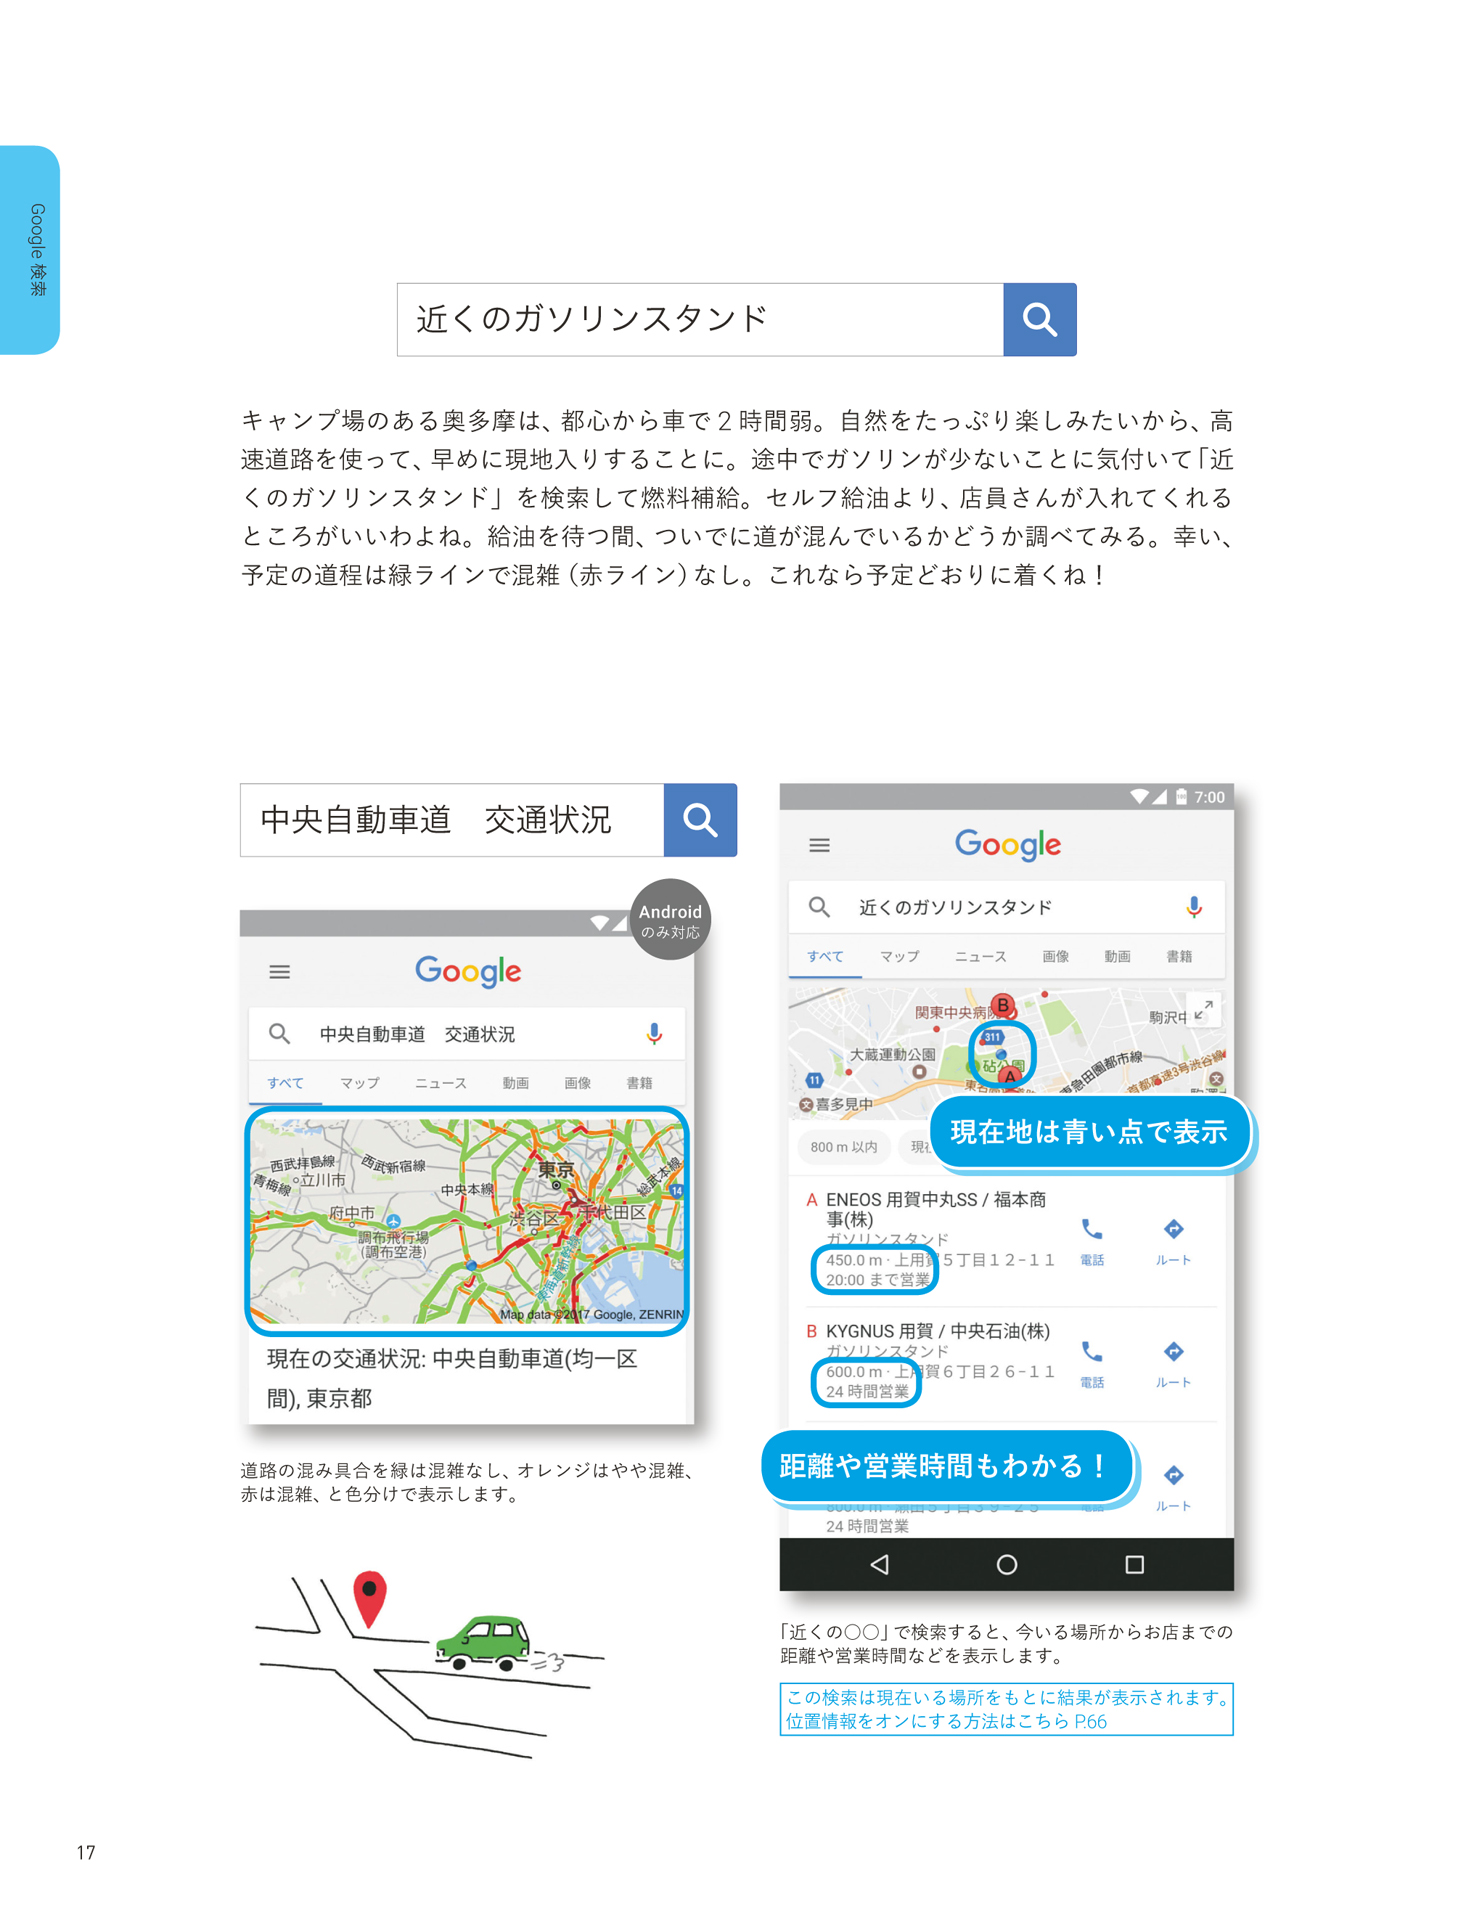 Google 検索
近くのガソリンスタンド
キャンプ場のある奥多摩は、都心から車で2時間弱。自然をたっぷり楽しみたいから、高
速道路を使って、早めに現地入りすることに。途中でガソリンが少ないことに気付いて「近
くのガソリンスタンド」を検索して燃料補給。セルフ給油より、店員さんが入れてくれる
ところがいいわよね。給油を待つ間、ついでに道が混んでいるかどうか調べてみる。幸い、
予定の道程は緑ラインで混雑（赤ライン）なし。これなら予定どおりに着くね！
中央自動車道　交通状況
Android
のみ対応
Google
中央自動車道　交通状況
すべて マップ ニュース 動画 画像 書籍
西武拝島線
西武新宿線
青梅線
立川市
中央本線
東京
総武本線
14
府中市
渋谷区
千代田区
調布飛行場
(調布空港)
東海道新幹線
Map data ©2017 Google, ZENRIN
現在の交通状況: 中央自動車道(均一区
間), 東京都
道路の混み具合を緑は混雑なし、オレンジはやや混雑、
赤は混雑、と色分けで表示します。
7:00
Google
近くのガソリンスタンド
すべて マップ ニュース 画像 動画 書籍
関東中央病院
B
駒沢中
311
大蔵運動公園
砧公園
A
11
東急田園都市線
首都高速3号渋谷線
喜多見中
現在地は青い点で表示
800 m 以内
A ENEOS 用賀中丸SS / 福本商
事(株)
ガソリンスタンド
450.0 m · 上用賀5丁目12-11
20:00 まで営業
電話 ルート
B KYGNUS 用賀 / 中央石油(株)
ガソリンスタンド
600.0 m · 上用賀6丁目26-11
24 時間営業
電話 ルート
距離や営業時間もわかる！
ルート
24 時間営業
「近くの〇〇」で検索すると、今いる場所からお店までの
距離や営業時間などを表示します。
この検索は現在いる場所をもとに結果が表示されます。
位置情報をオンにする方法はこちら P.66
17